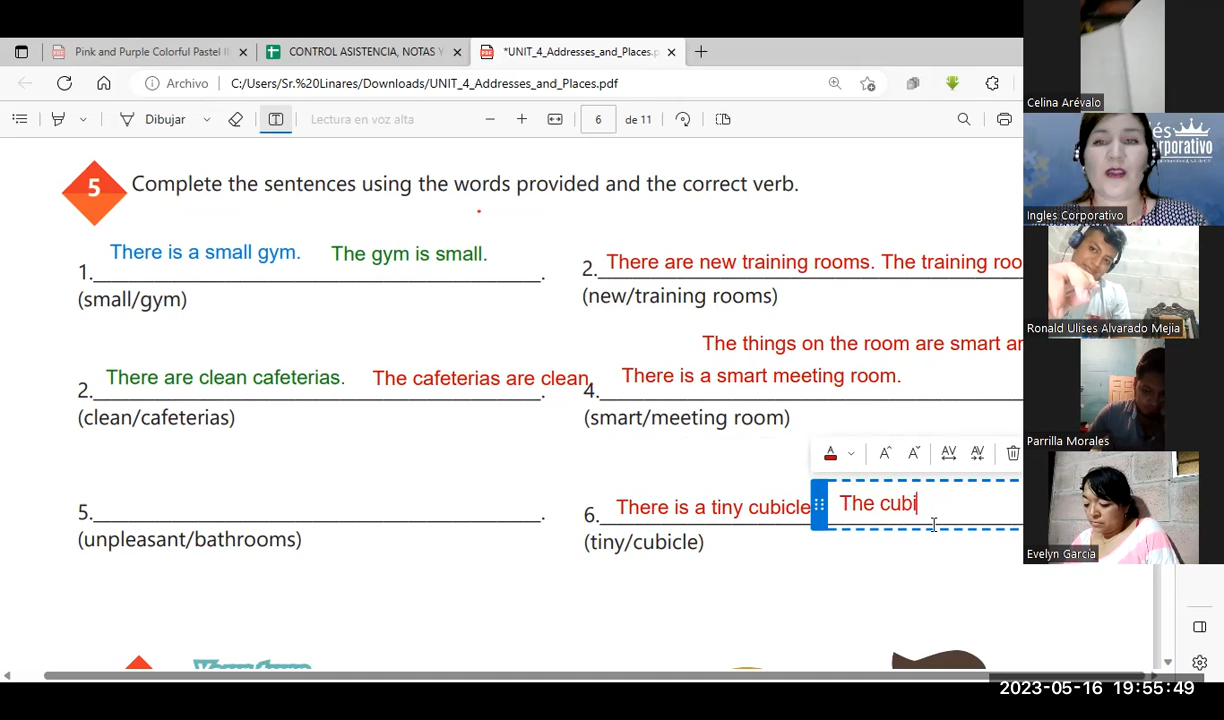 Pink and Purple Colorful Pastel Il
CONTROL ASISTENCIA, NOTAS Y
*UNIT_4_Addresses_and_Places.p
Archivo
C:/Users/Sr.%20Linares/Downloads/UNIT_4_Addresses_and_Places.pdf
Dibujar
Lectura en voz alta
6
de 11
5 Complete the sentences using the words provided and the correct verb.
There is a small gym. The gym is small.
1.
(small/gym)
There are new training rooms. The training roo
2.
(new/training rooms)
There are clean cafeterias. The cafeterias are clean.
2.
(clean/cafeterias)
The things on the room are smart an
There is a smart meeting room.
4.
(smart/meeting room)
5.
(unpleasant/bathrooms)
There is a tiny cubicle
The cubi
6.
(tiny/cubicle)
Celina Arévalo
és
rporativo
Ingles Corporativo
Ronald Ulises Alvarado Mejia
Parrilla Morales
Evelyn García
2023-05-16 19:55:49